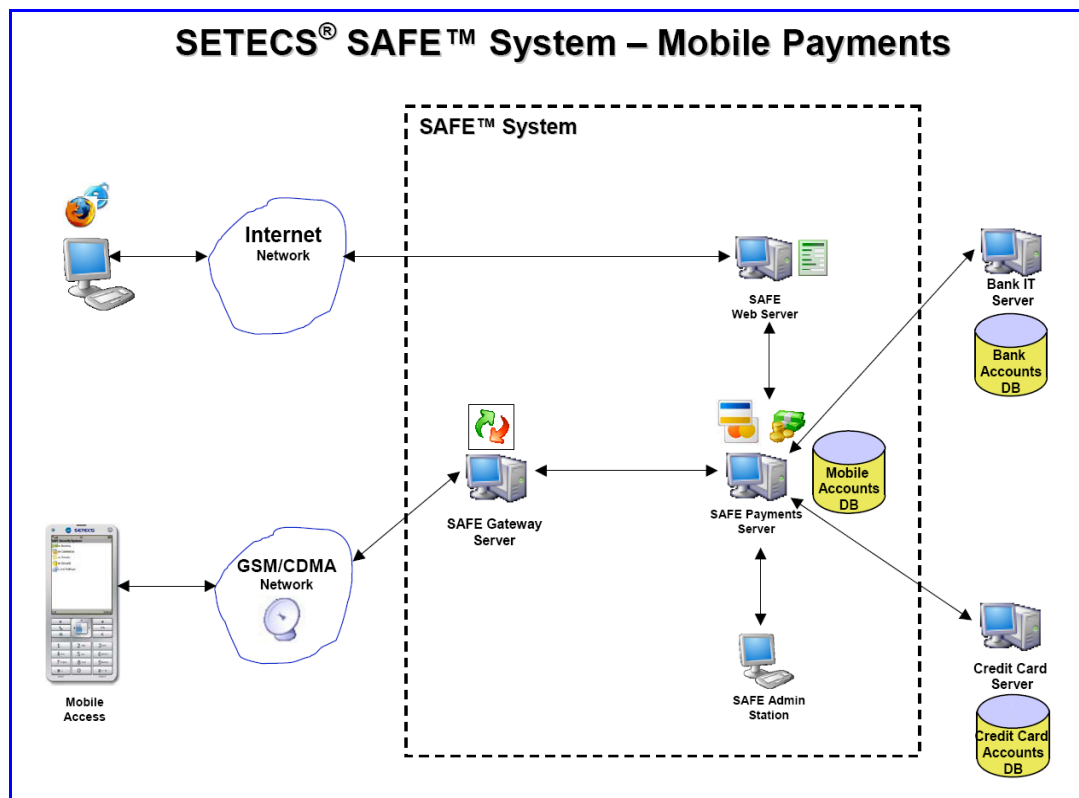 SETECS® SAFE™ System – Mobile Payments
SAFE™ System
Internet
Network
SAFE
Web Server
Bank IT
Server
Bank
Accounts
DB
SAFE Gateway
Server
SAFE Payments
Server
Mobile
Accounts
DB
SETECS
GSM/CDMA
Network
Mobile
Access
SAFE Admin
Station
Credit Card
Server
Credit Card
Accounts
DB